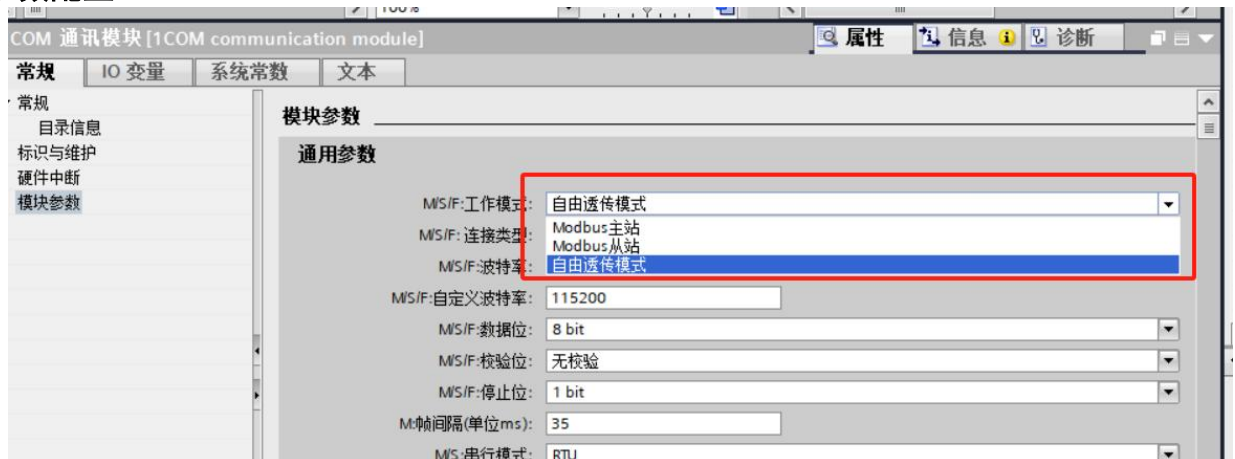 100%
COM 通讯模块 [1COM communication module]
属性 信息 诊断
常规 IO 变量 系统常数 文本
常规
目录信息
标识与维护
硬件中断
模块参数
模块参数
通用参数
M/S/F:工作模式: 自由透传模式
Modbus主站
Modbus从站
自由透传模式
M/S/F: 连接类型:
M/S/F:波特率:
M/S/F:自定义波特率: 115200
M/S/F:数据位: 8 bit
M/S/F:校验位: 无校验
M/S/F:停止位: 1 bit
M:帧间隔(单位ms): 35
M/S :串行模式: RTU